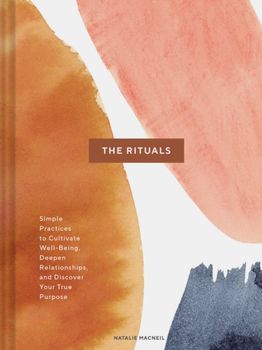 THE RITUALS
Simple
Practices
to Cultivate
Well-Being,
Deepen
Relationships,
and Discover
Your True
Purpose
NATALIE MACNEIL